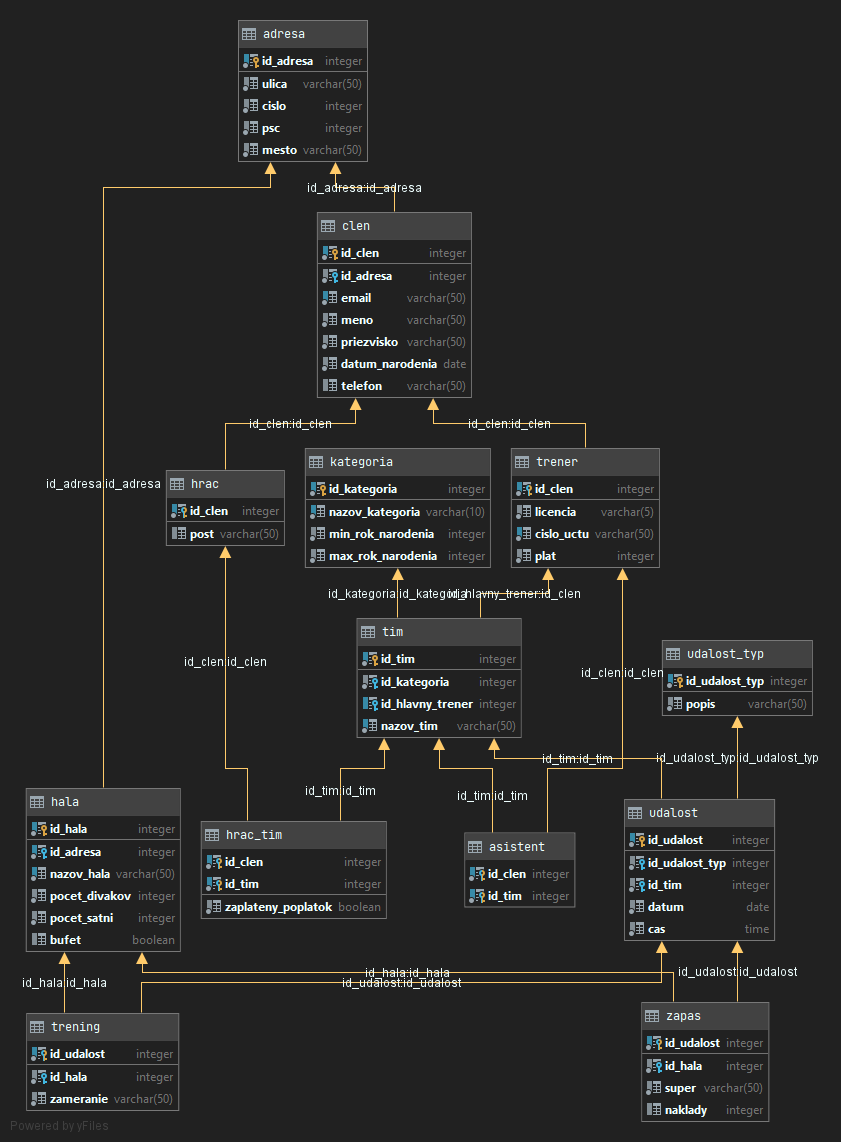 adresa
id_adresa integer
ulica varchar(50)
cislo integer
psc integer
mesto varchar(50)
id_adresa:id_adresa
clen
id_clen integer
id_adresa integer
email varchar(50)
meno varchar(50)
priezvisko varchar(50)
datum_narodenia date
telefon varchar(50)
id_clen:id_clen
id_clen:id_clen
id_adresa:id_adresa
hrac
id_clen integer
post varchar(50)
kategoria
id_kategoria integer
nazov_kategoria varchar(10)
min_rok_narodenia integer
max_rok_narodenia integer
trener
id_clen integer
licencia varchar(5)
cislo_uctu varchar(50)
plat integer
id_kategoria:id_kategoria
id_hlavny_trener:id_clen
id_clen:id_clen
id_clen:id_clen
tim
id_tim integer
id_kategoria integer
id_hlavny_trener integer
nazov_tim varchar(50)
udalost_typ
id_udalost_typ integer
popis varchar(50)
id_tim:id_tim
id_udalost_typ:id_udalost_typ
id_tim:id_tim
id_tim:id_tim
hala
id_hala integer
id_adresa integer
nazov_hala varchar(50)
pocet_divakov integer
pocet_satni integer
bufet boolean
hrac_tim
id_clen integer
id_tim integer
zaplateny_poplatok boolean
asistent
id_clen integer
id_tim integer
udalost
id_udalost integer
id_udalost_typ integer
id_tim integer
datum date
cas time
id_hala:id_hala
id_hala:id_hala
id_udalost:id_udalost
id_udalost:id_udalost
trening
id_udalost integer
id_hala integer
zameranie varchar(50)
zapas
id_udalost integer
id_hala integer
super varchar(50)
naklady integer
Powered by yFiles